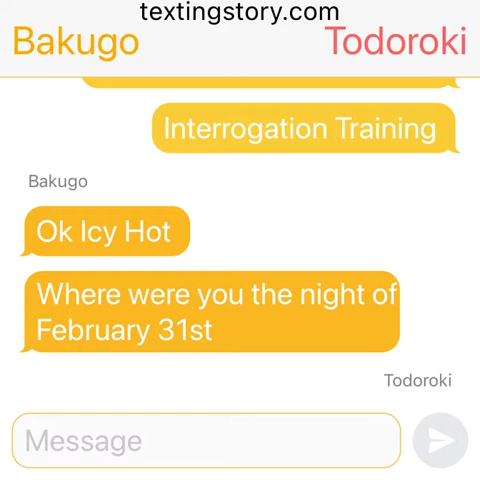 textingstory.com
Bakugo Todoroki
Interrogation Training
Bakugo
Ok Icy Hot
Where were you the night of
February 31st
Todoroki
Message